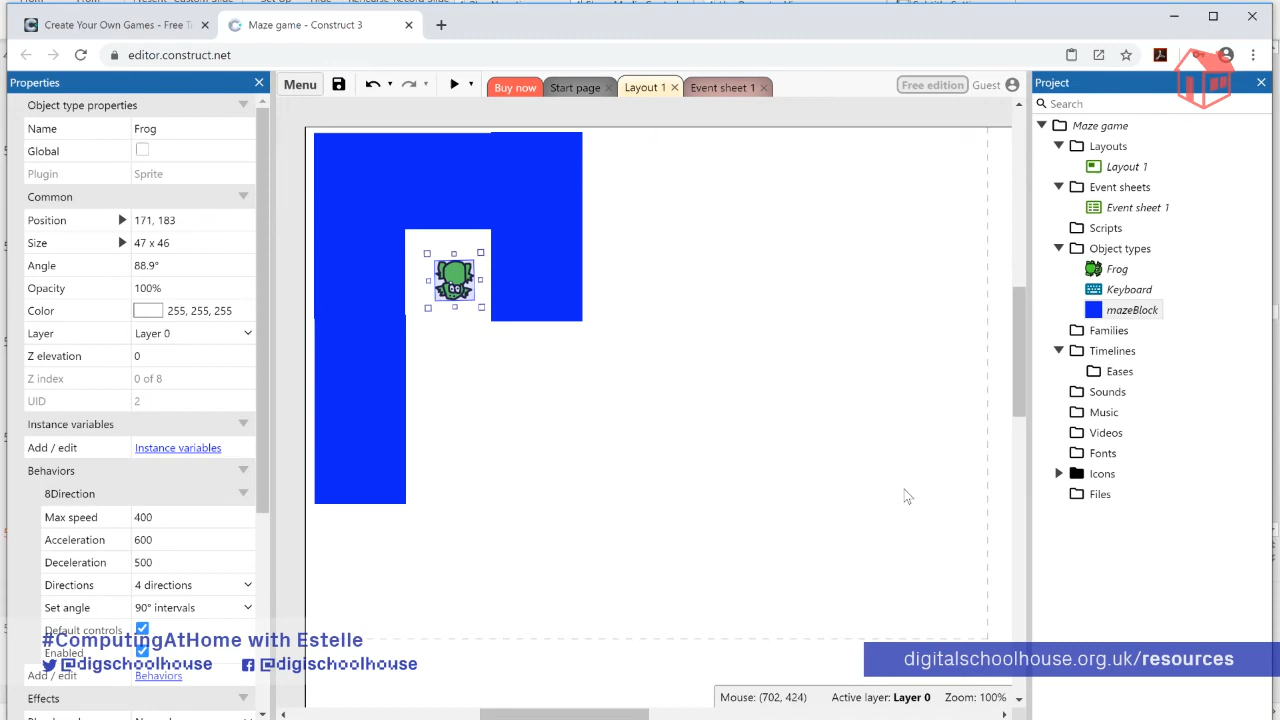 Create Your Own Games - Free T
Maze game - Construct 3
editor.construct.net
Properties
Menu
Buy now
Start page
Layout 1
Event sheet 1
Free edition
Guest
Project
Object type properties
Name Frog
Global
Plugin Sprite
Common
Position 171, 183
Size 47 x 46
Angle 88.9°
Opacity 100%
Color 255, 255, 255
Layer Layer 0
Z elevation 0
Z index 0 of 8
UID 2
Instance variables
Add / edit Instance variables
Behaviors
8Direction
Max speed 400
Acceleration 600
Deceleration 500
Directions 4 directions
Set angle 90° intervals
Default controls
Enabled
Add / edit Behaviors
Effects
Search
Maze game
Layouts
Layout 1
Event sheets
Event sheet 1
Scripts
Object types
Frog
Keyboard
mazeBlock
Families
Timelines
Eases
Sounds
Music
Videos
Fonts
Icons
Files
#ComputingAtHome with Estelle
@digschoolhouse @digischoolhouse
digitalschoolhouse.org.uk/resources
Mouse: (702, 424) Active layer: Layer 0 Zoom: 100%